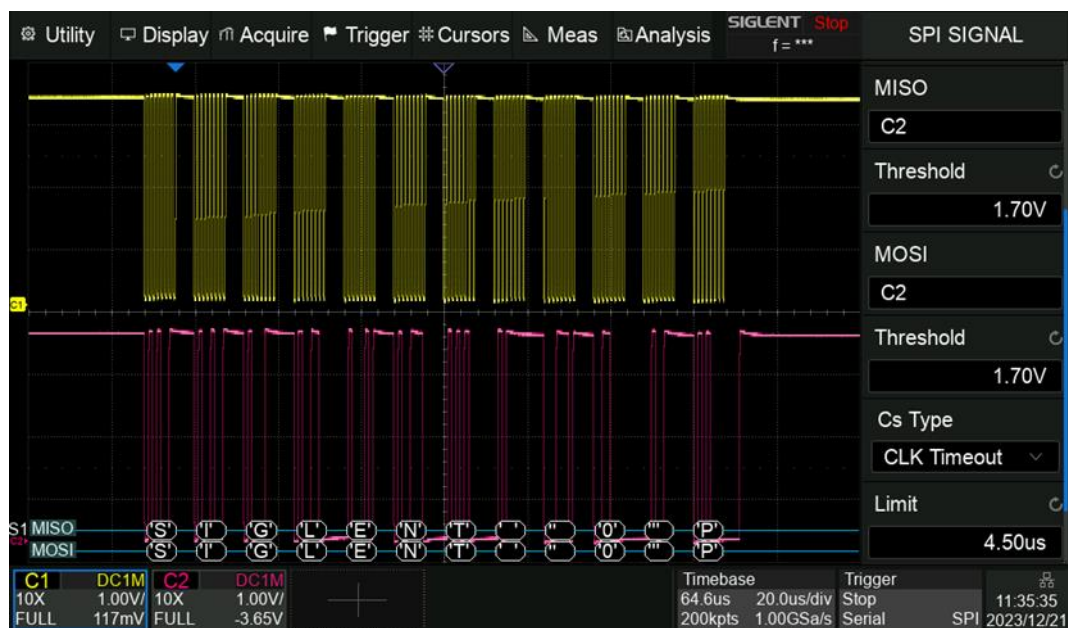 Utility Display Acquire Trigger Cursors Meas Analysis SIGLENT Stop
f = ***
SPI SIGNAL
MISO
C2
Threshold
1.70V
MOSI
C2
Threshold
1.70V
Cs Type
CLK Timeout
Limit
4.50us
C1
S1 MISO 'S' 'I' 'G' 'L' 'E' 'N' 'T' ' ' '' '0' ''' 'P'
C2 MOSI 'S' 'I' 'G' 'L' 'E' 'N' 'T' ' ' '' '0' ''' 'P'
C1 DC1M C2 DC1M Timebase Trigger
10X 1.00V/ 10X 1.00V/ 64.6us 20.0us/div Stop 11:35:35
FULL 117mV FULL -3.65V 200kpts 1.00GSa/s Serial SPI 2023/12/21